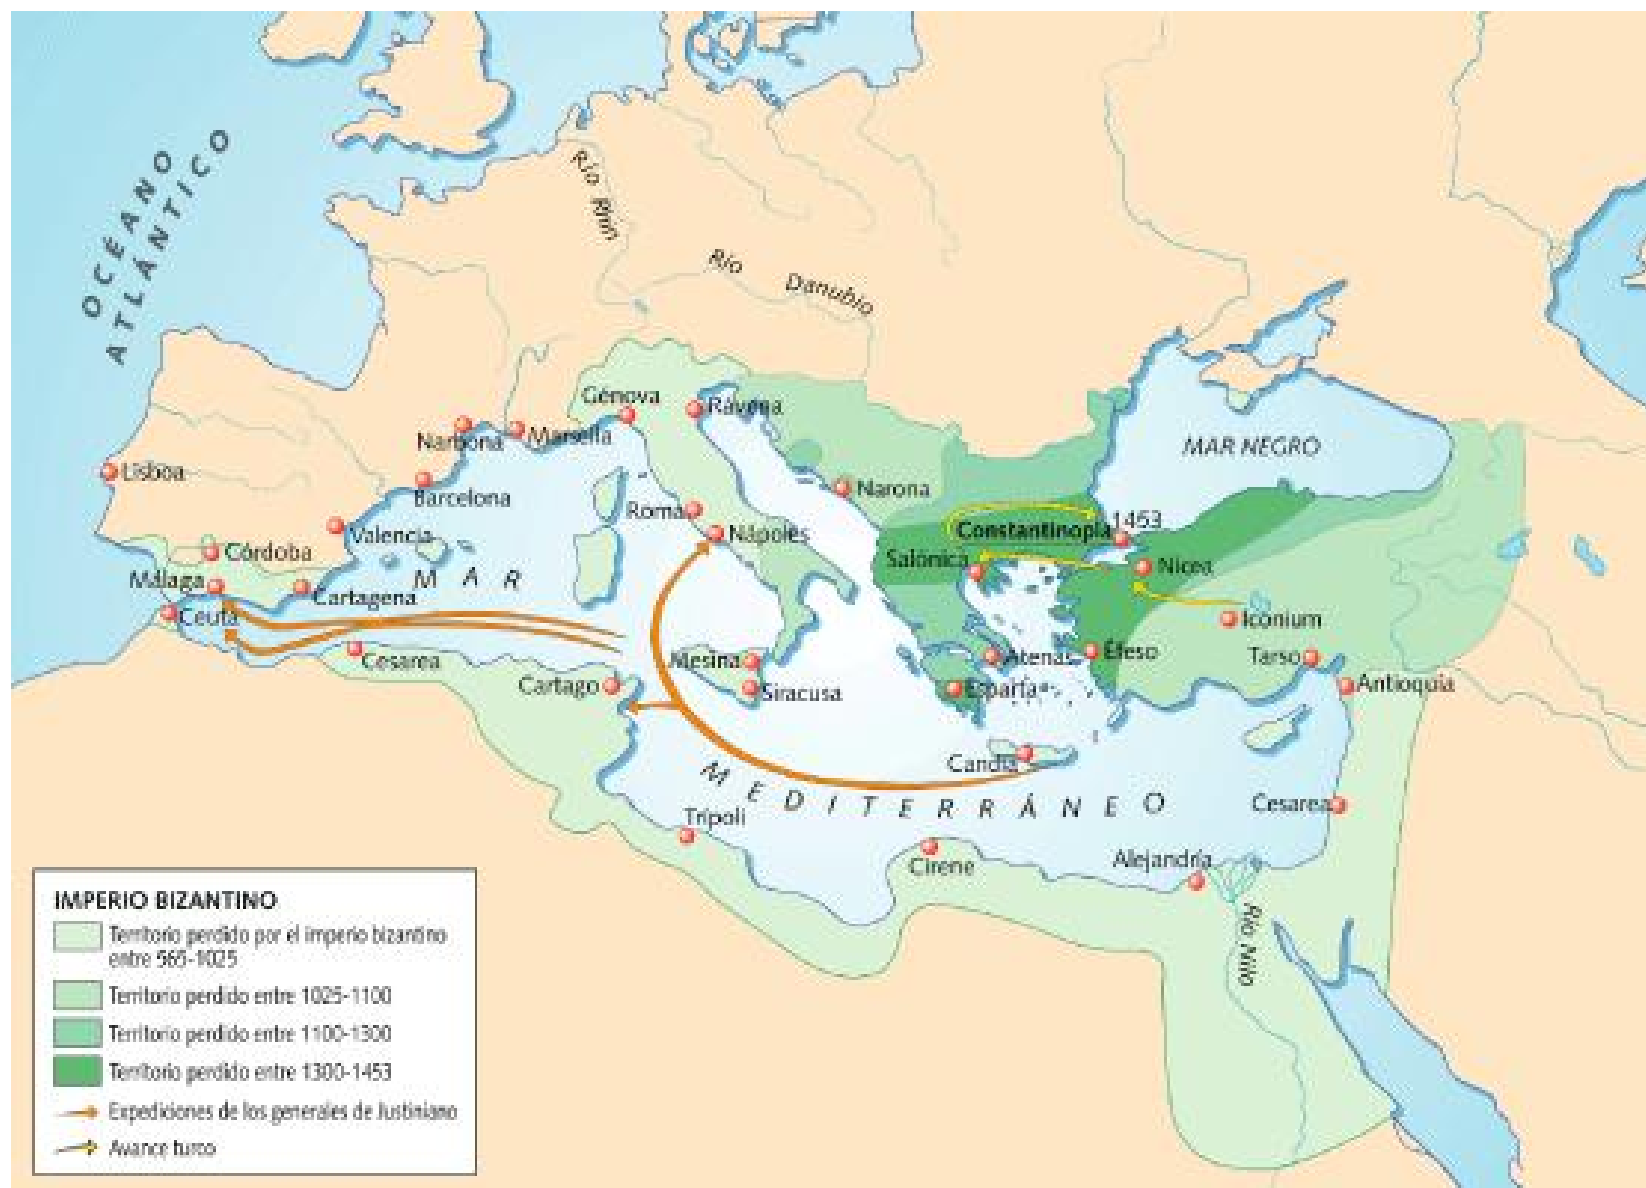 OCÉANO
ATLÁNTICO
Río Rhin
Río Danubio
Génova
Ravena
Narbona
Marsella
MAR NEGRO
Lisboa
Barcelona
Narona
Roma
Constantinopla
1453
Valencia
Nápoles
Córdoba
Salónica
Nicea
Málaga
MAR
Cartagena
Ceuta
Iconium
Cesarea
Mesina
Atenas
Éfeso
Tarso
Cartago
Siracusa
Esparta
Antioquía
Candia
MEDITERRÁNEO
Cesarea
Trípoli
Cirene
Alejandría
Río Nilo
IMPERIO BIZANTINO
Territorio perdido por el imperio bizantino
entre 565-1025
Territorio perdido entre 1025-1100
Territorio perdido entre 1100-1300
Territorio perdido entre 1300-1453
Expediciones de los generales de Justiniano
Avance turco